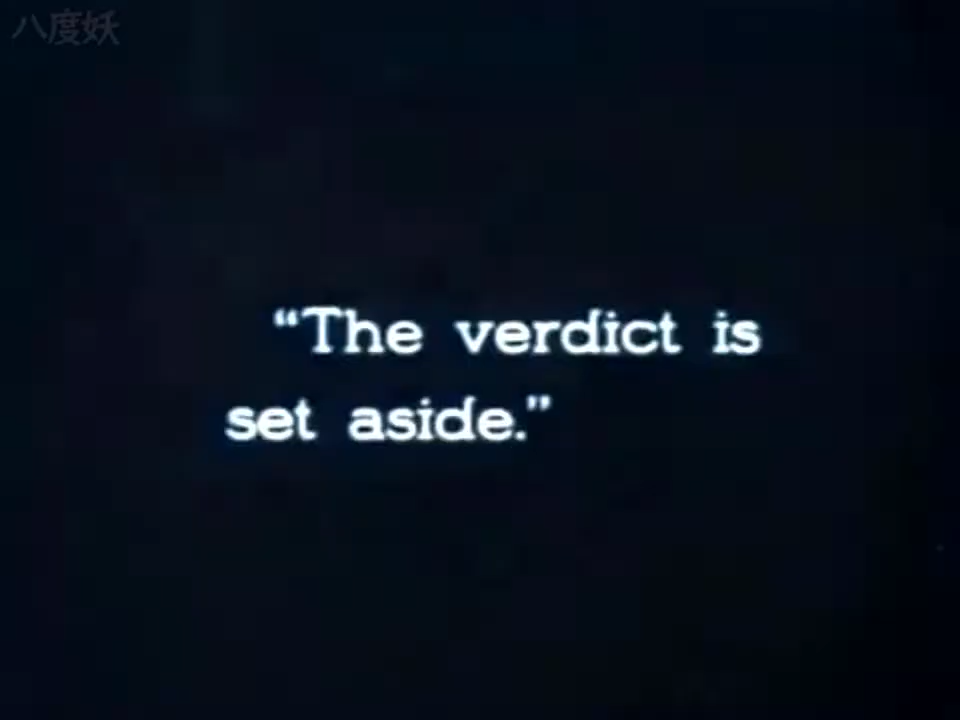 八度妖
“The verdict is
set aside.”